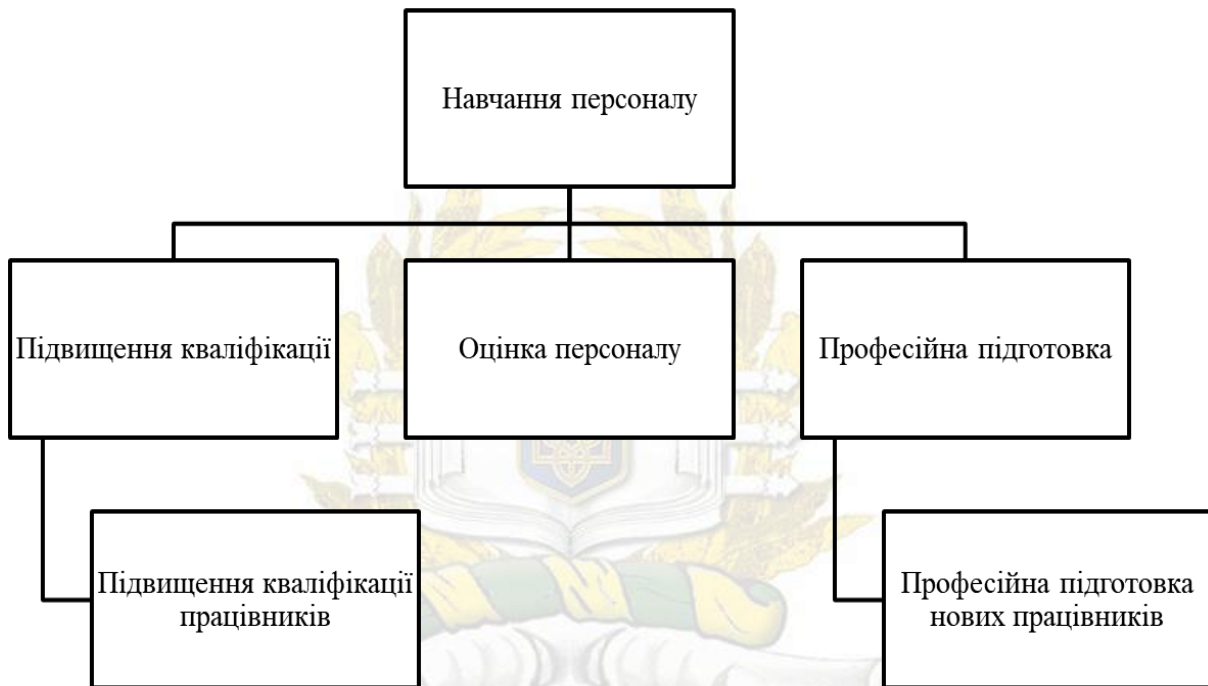 Навчання персоналу
Підвищення кваліфікації
Оцінка персоналу
Професійна підготовка
Підвищення кваліфікації
працівників
Професійна підготовка
нових працівників